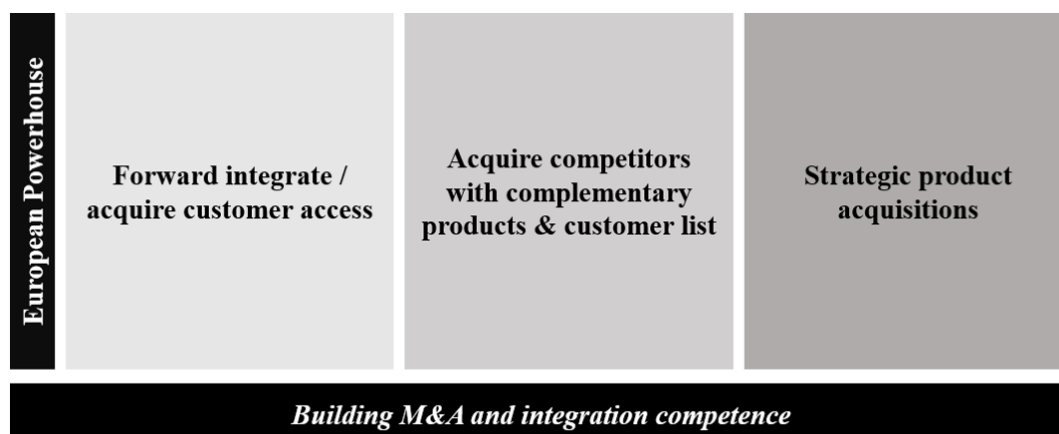 European Powerhouse
Forward integrate /
acquire customer access
Acquire competitors
with complementary
products & customer list
Strategic product
acquisitions
Building M&A and integration competence